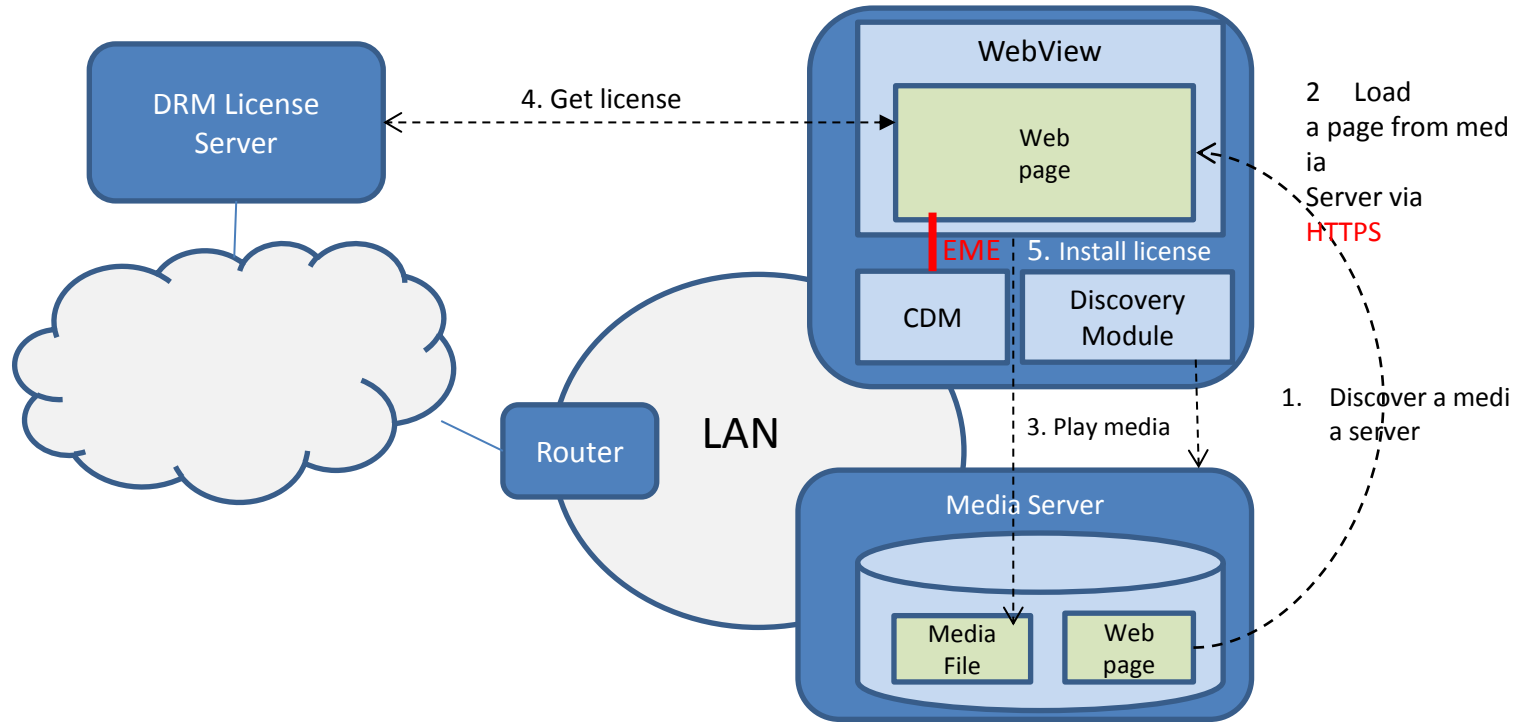 WebView
DRM License
Server
4. Get license
Web
page
2 Load
a page from med
ia
Server via
HTTPS
EME
5. Install license
CDM
Discovery
Module
LAN
Router
3. Play media
1. Discover a medi
a server
Media Server
Media
File
Web
page